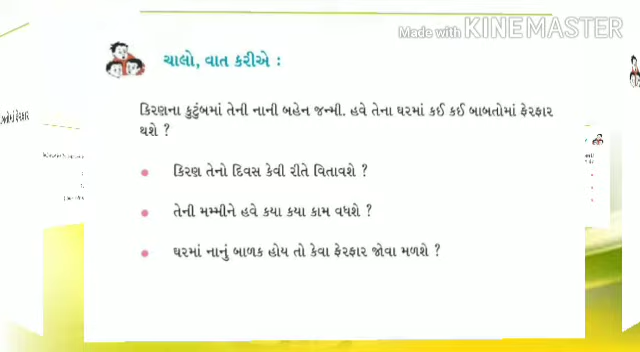 Made with KINEMASTER
ચાલો, વાત કરીએ :
કિરણના કુટુંબમાં તેની નાની બહેન જન્મી. હવે તેના ઘરમાં કઈ કઈ બાબતોમાં ફેરફાર
થશે ?
કિરણ તેનો દિવસ કેવી રીતે વિતાવશે ?
તેની મમ્મીને હવે કયા કયા કામ વધશે ?
ઘરમાં નાનું બાળક હોય તો કેવા ફેરફાર જોવા મળશે ?